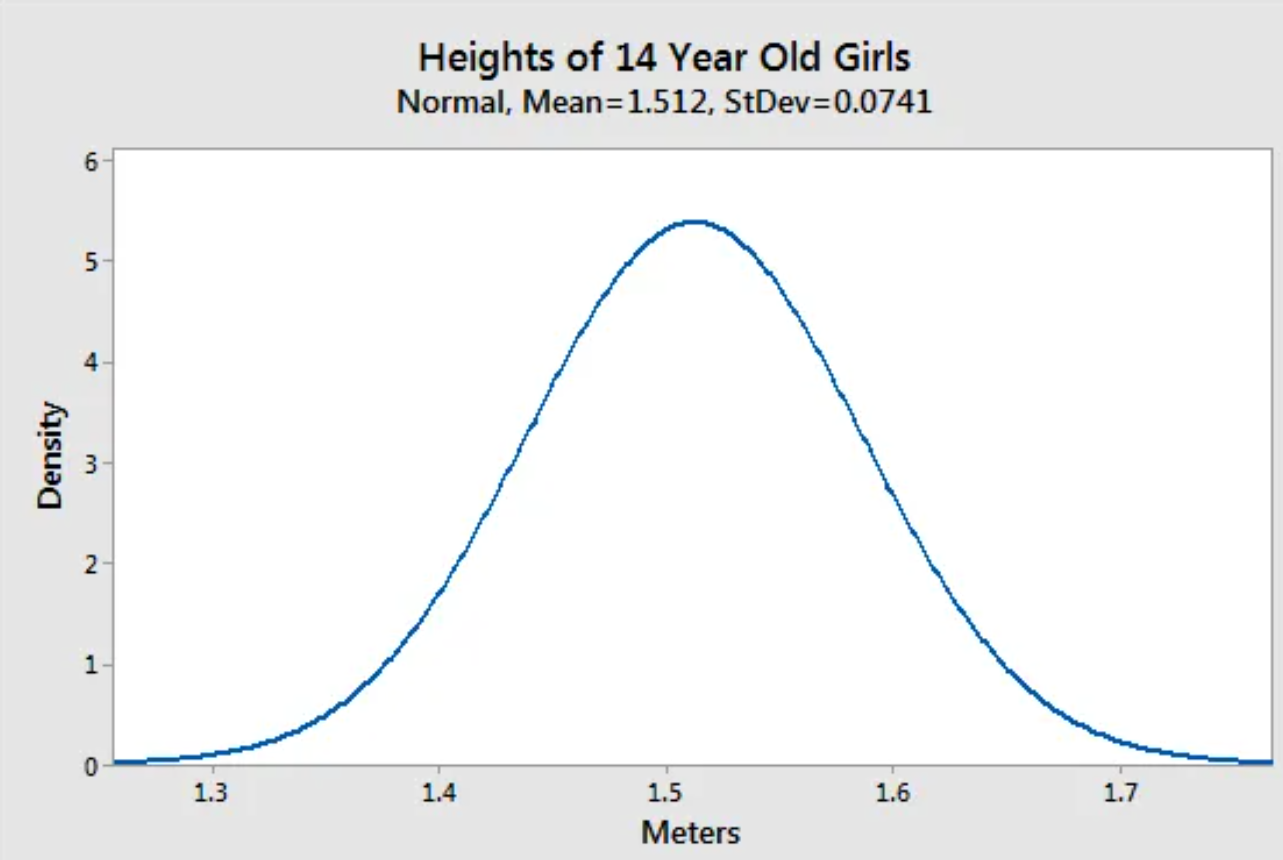 Heights of 14 Year Old Girls
Normal, Mean=1.512, StDev=0.0741
6
5
4
3
2
1
0
Density
1.3 1.4 1.5 1.6 1.7
Meters